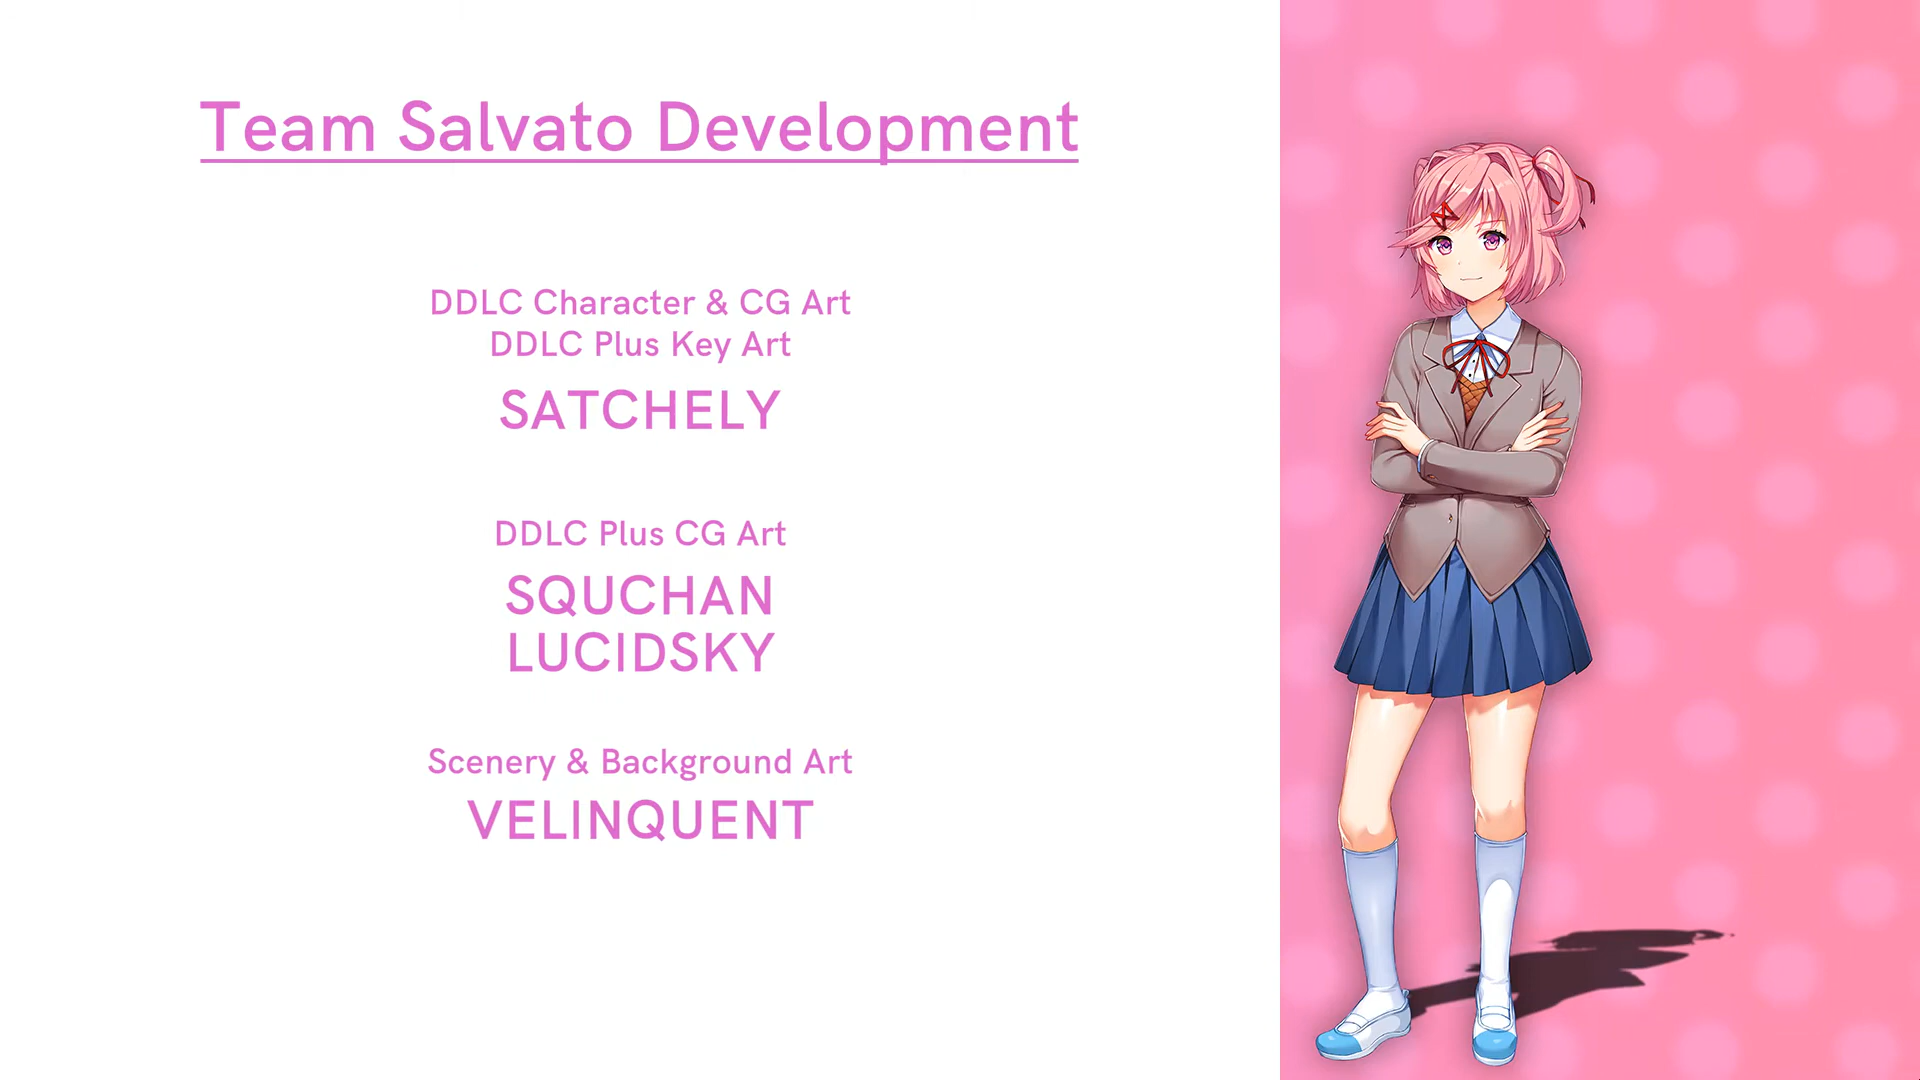 Team Salvato Development
DDLC Character & CG Art
DDLC Plus Key Art
SATCHELY
DDLC Plus CG Art
SQUCHAN
LUCIDSKY
Scenery & Background Art
VELINQUENT